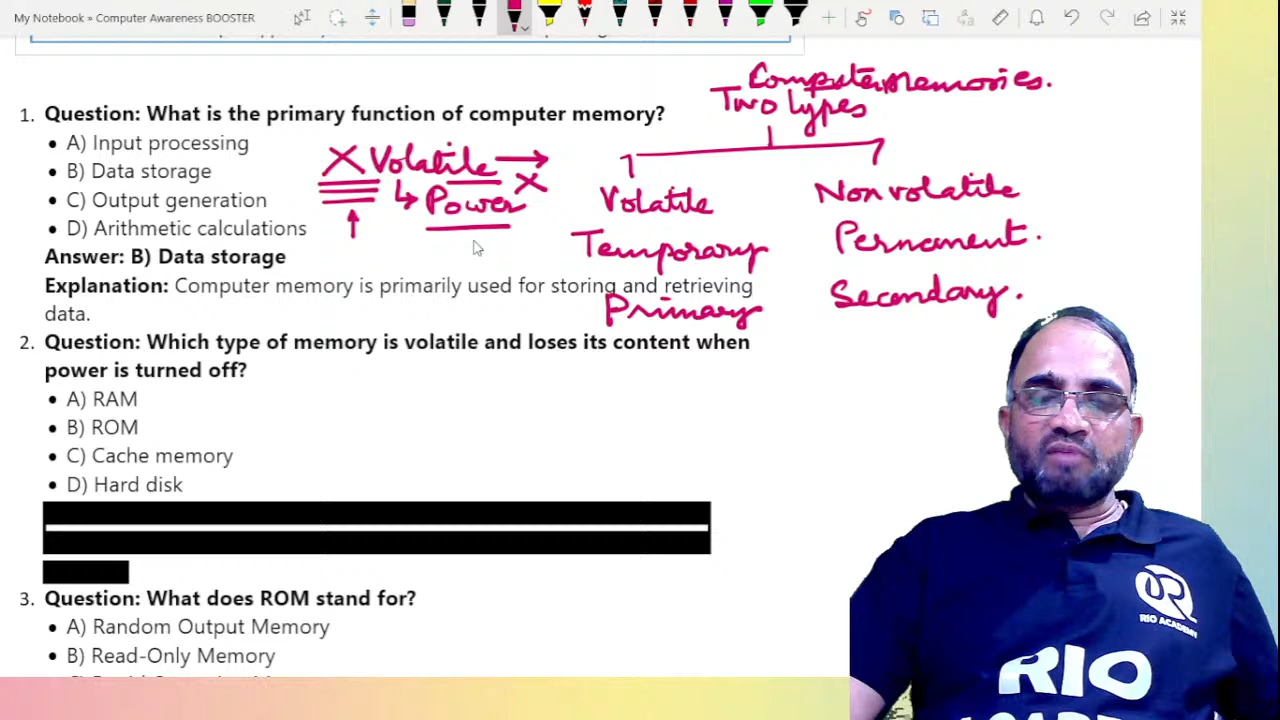 My Notebook » Computer Awareness BOOSTER
Computer Memories.
Two types
1. Question: What is the primary function of computer memory?
• A) Input processing
• B) Data storage
• C) Output generation
• D) Arithmetic calculations
X Volatile → X
↳ Power
Volatile
Temporary
Primary
Nonvolatile
Permanent.
Secondary.
Answer: B) Data storage
Explanation: Computer memory is primarily used for storing and retrieving
data.
2. Question: Which type of memory is volatile and loses its content when
power is turned off?
• A) RAM
• B) ROM
• C) Cache memory
• D) Hard disk
3. Question: What does ROM stand for?
• A) Random Output Memory
• B) Read-Only Memory
RIO ACADEMY
RIO